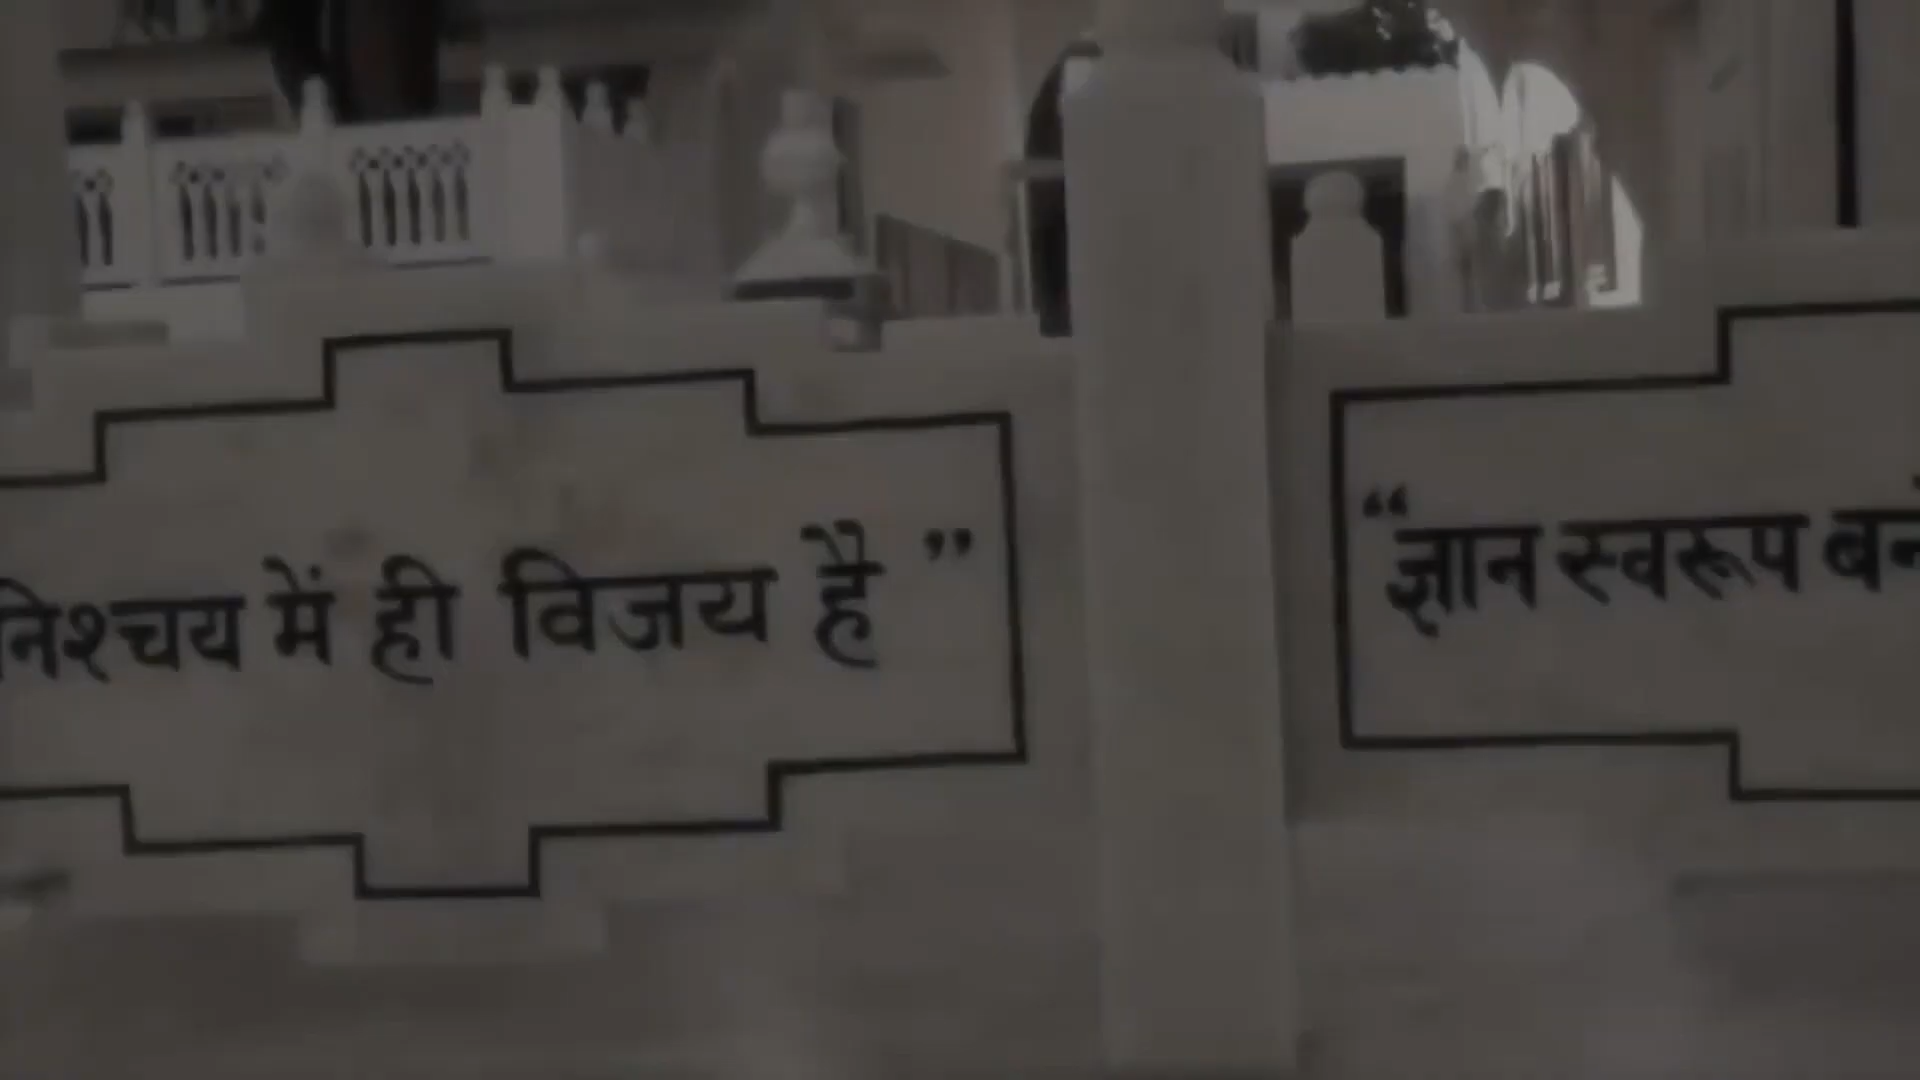 निश्चय में ही विजय है ”
“ज्ञान स्वरूप